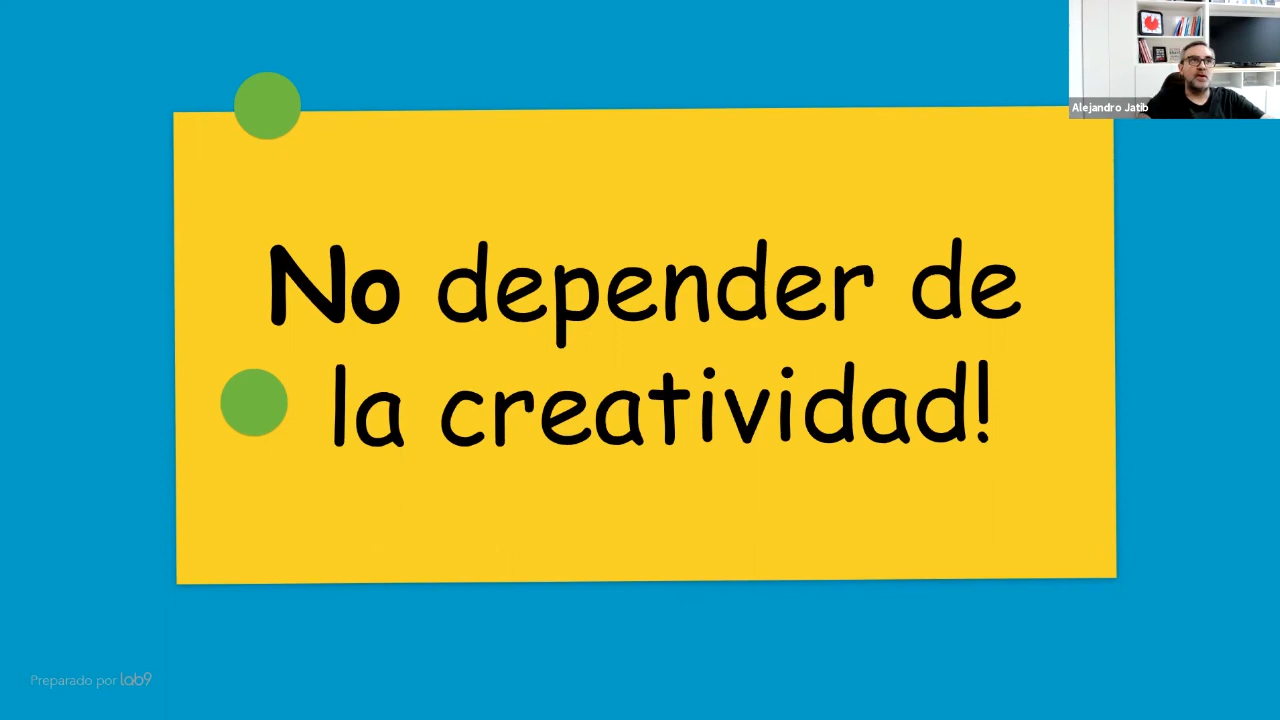 Alejandro Jatib
No depender de
la creatividad!
Preparado por lab9